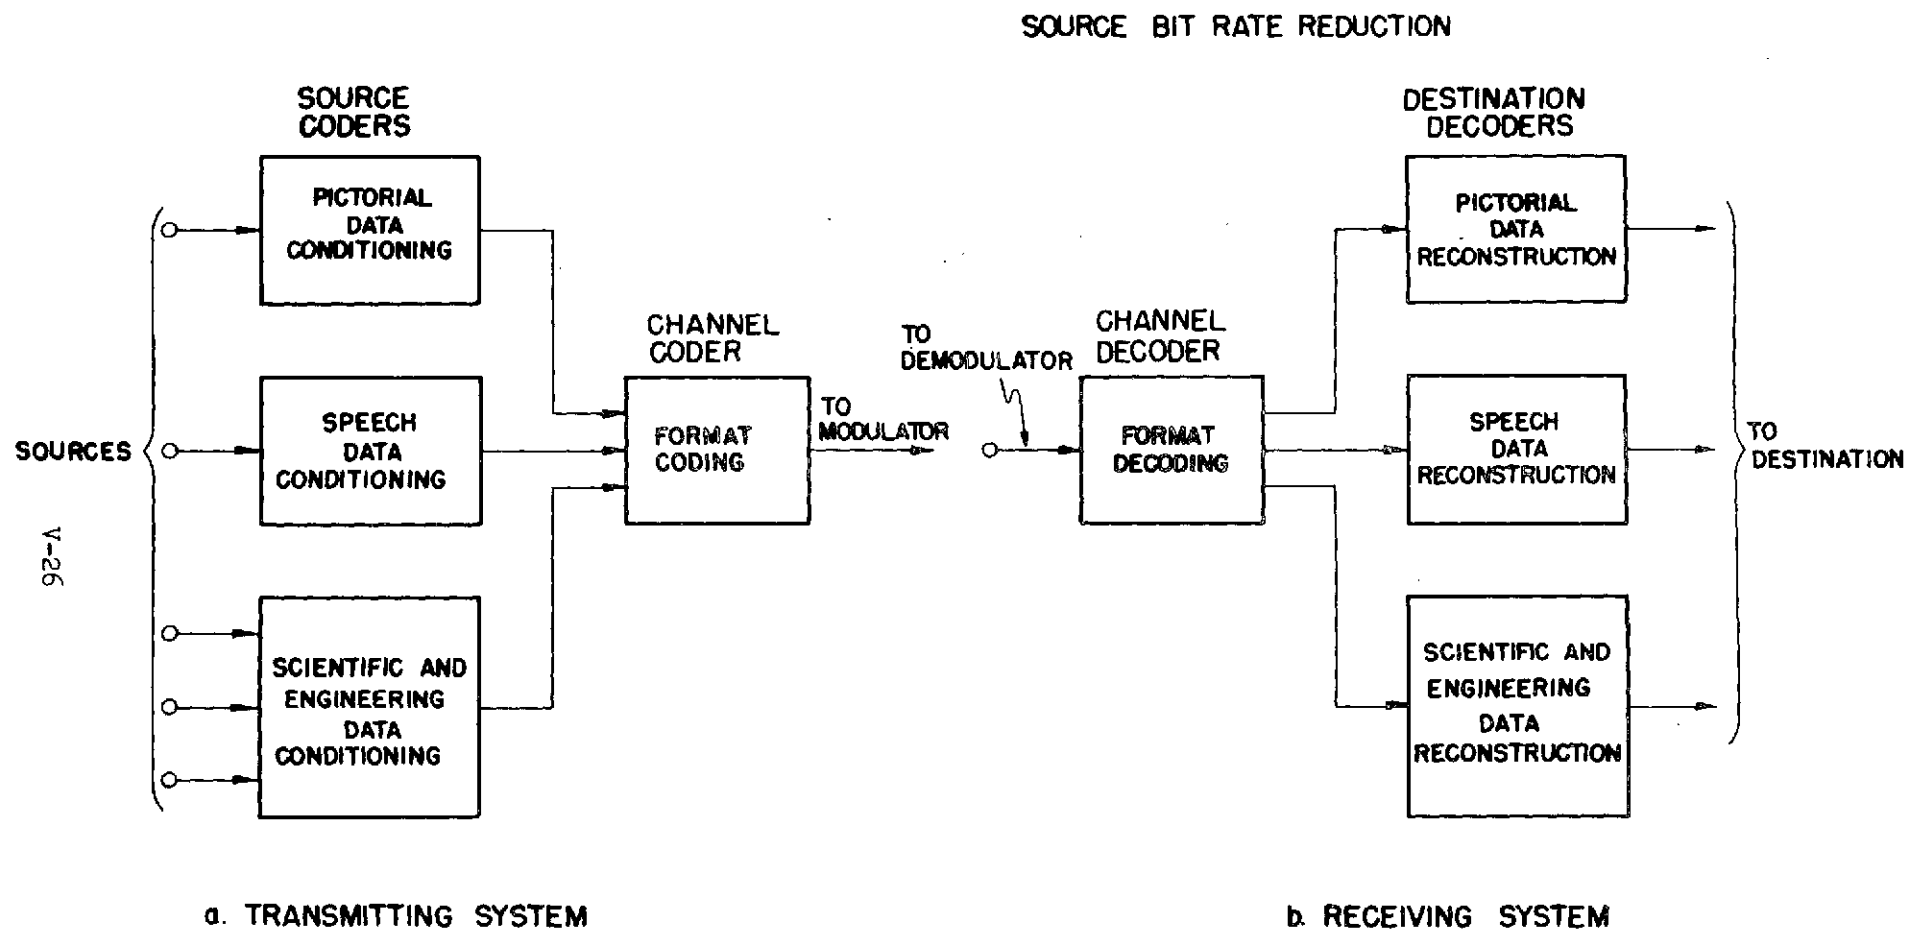 SOURCE BIT RATE REDUCTION
SOURCE
CODERS
PICTORIAL
DATA
CONDITIONING
SPEECH
DATA
CONDITIONING
SCIENTIFIC AND
ENGINEERING
DATA
CONDITIONING
SOURCES
V-26
CHANNEL
CODER
FORMAT
CODING
TO
MODULATOR
a. TRANSMITTING SYSTEM
TO
DEMODULATOR
CHANNEL
DECODER
FORMAT
DECODING
DESTINATION
DECODERS
PICTORIAL
DATA
RECONSTRUCTION
SPEECH
DATA
RECONSTRUCTION
SCIENTIFIC AND
ENGINEERING
DATA
RECONSTRUCTION
TO
DESTINATION
b. RECEIVING SYSTEM